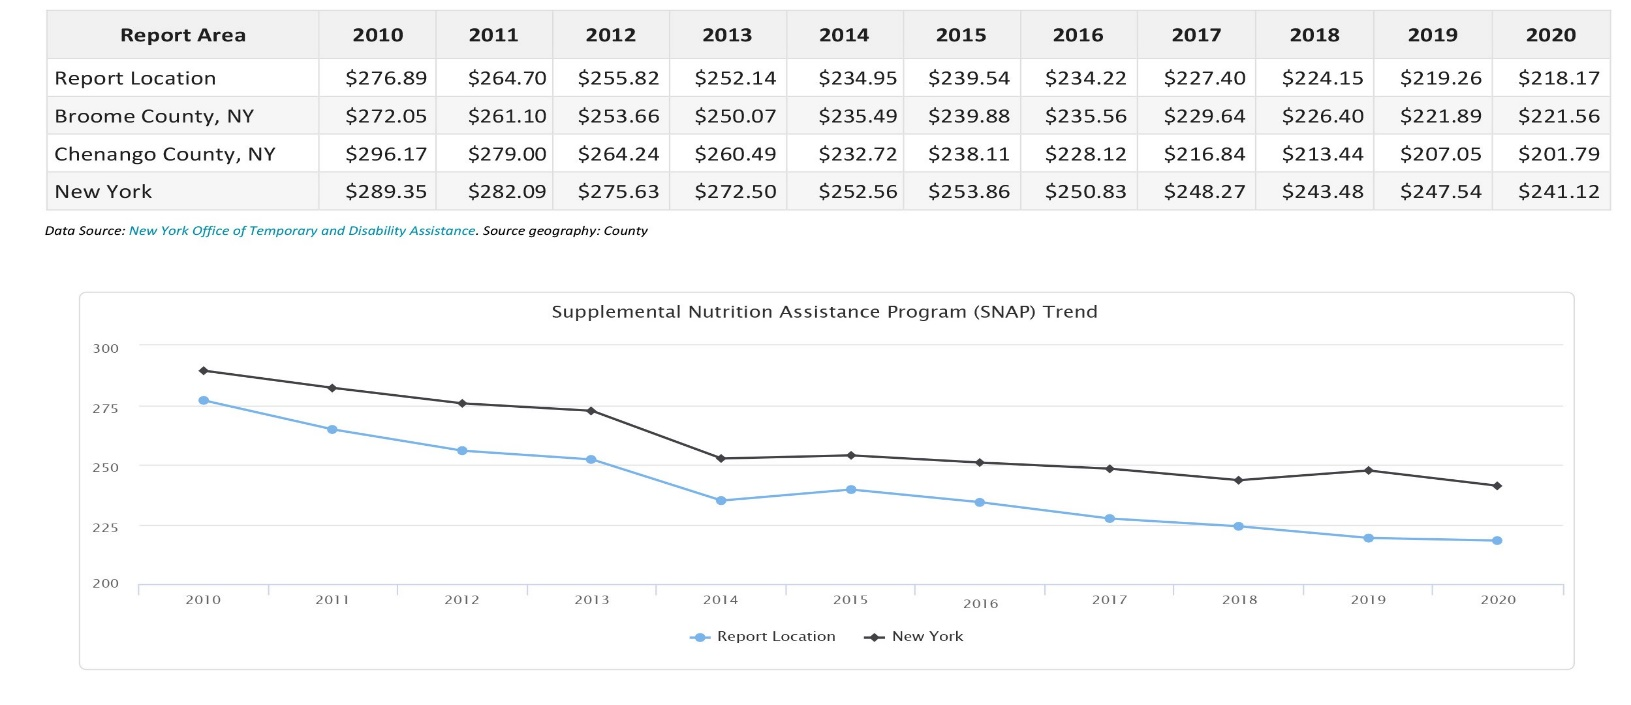 Report Area 2010 2011 2012 2013 2014 2015 2016 2017 2018 2019 2020
Report Location $276.89 $264.70 $255.82 $252.14 $234.95 $239.54 $234.22 $227.40 $224.15 $219.26 $218.17
Broome County, NY $272.05 $261.10 $253.66 $250.07 $235.49 $239.88 $235.56 $229.64 $226.40 $221.89 $221.56
Chenango County, NY $296.17 $279.00 $264.24 $260.49 $232.72 $238.11 $228.12 $216.84 $213.44 $207.05 $201.79
New York $289.35 $282.09 $275.63 $272.50 $252.56 $253.86 $250.83 $248.27 $243.48 $247.54 $241.12
Data Source: New York Office of Temporary and Disability Assistance. Source geography: County
Supplemental Nutrition Assistance Program (SNAP) Trend
300
275
250
225
200
2010 2011 2012 2013 2014 2015 2016 2017 2018 2019 2020
Report Location New York